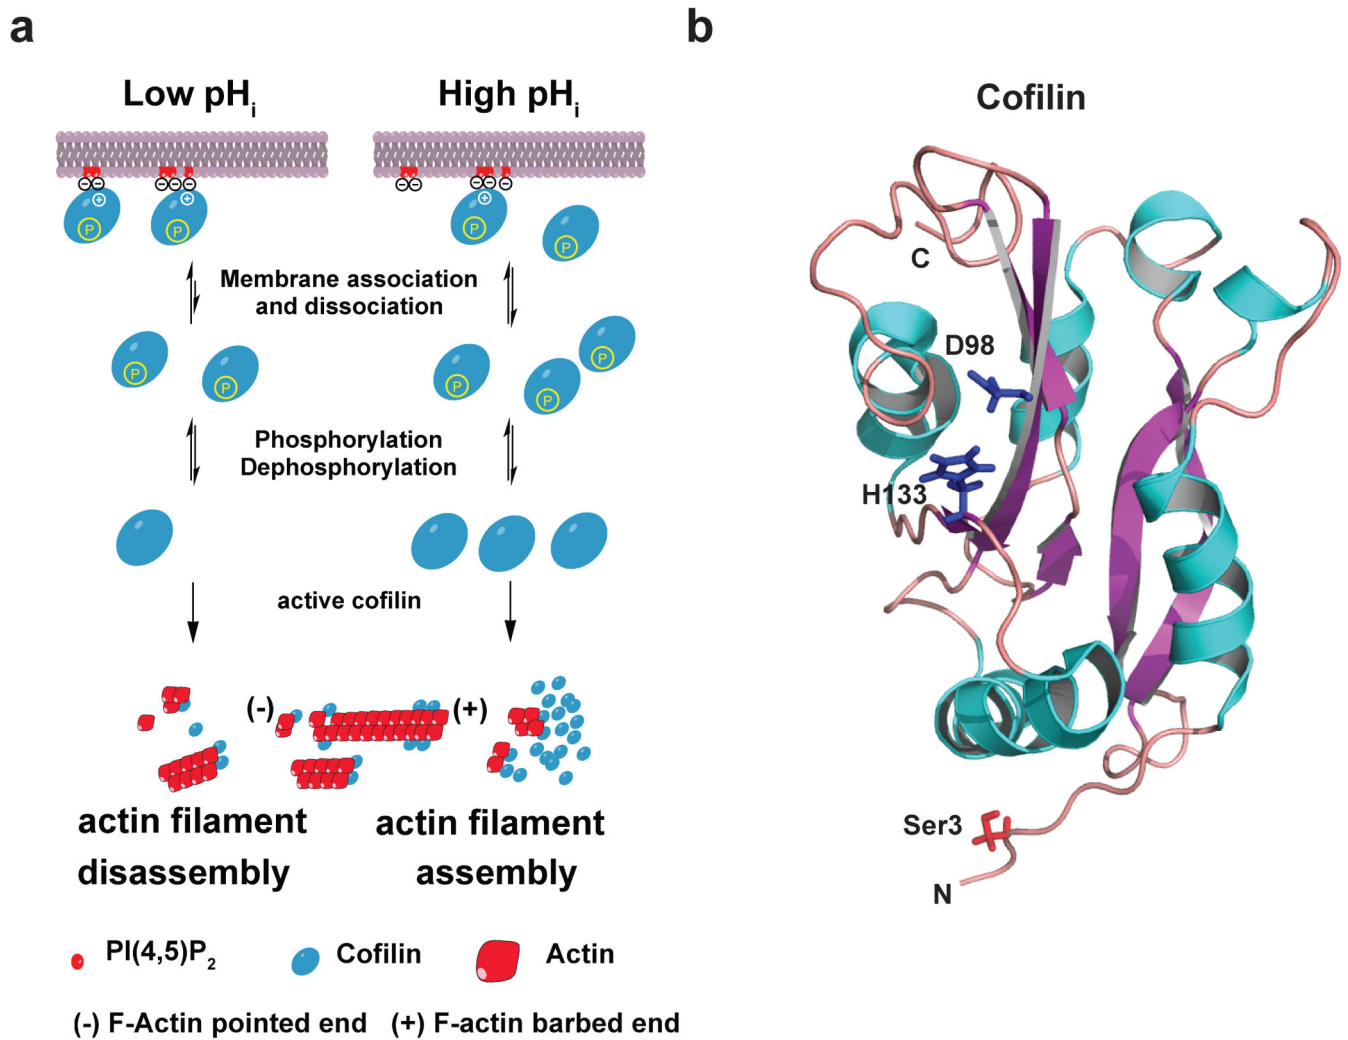 a
Low pHi
High pHi
− − + P
− − − + P
− −
− − − + P
P
Membrane association
and dissociation
P P
P P P
Phosphorylation
Dephosphorylation
active cofilin
(-)
(+)
actin filament
disassembly
actin filament
assembly
PI(4,5)P2
Cofilin
Actin
(-) F-Actin pointed end
(+) F-actin barbed end
b
Cofilin
C
D98
H133
Ser3
N